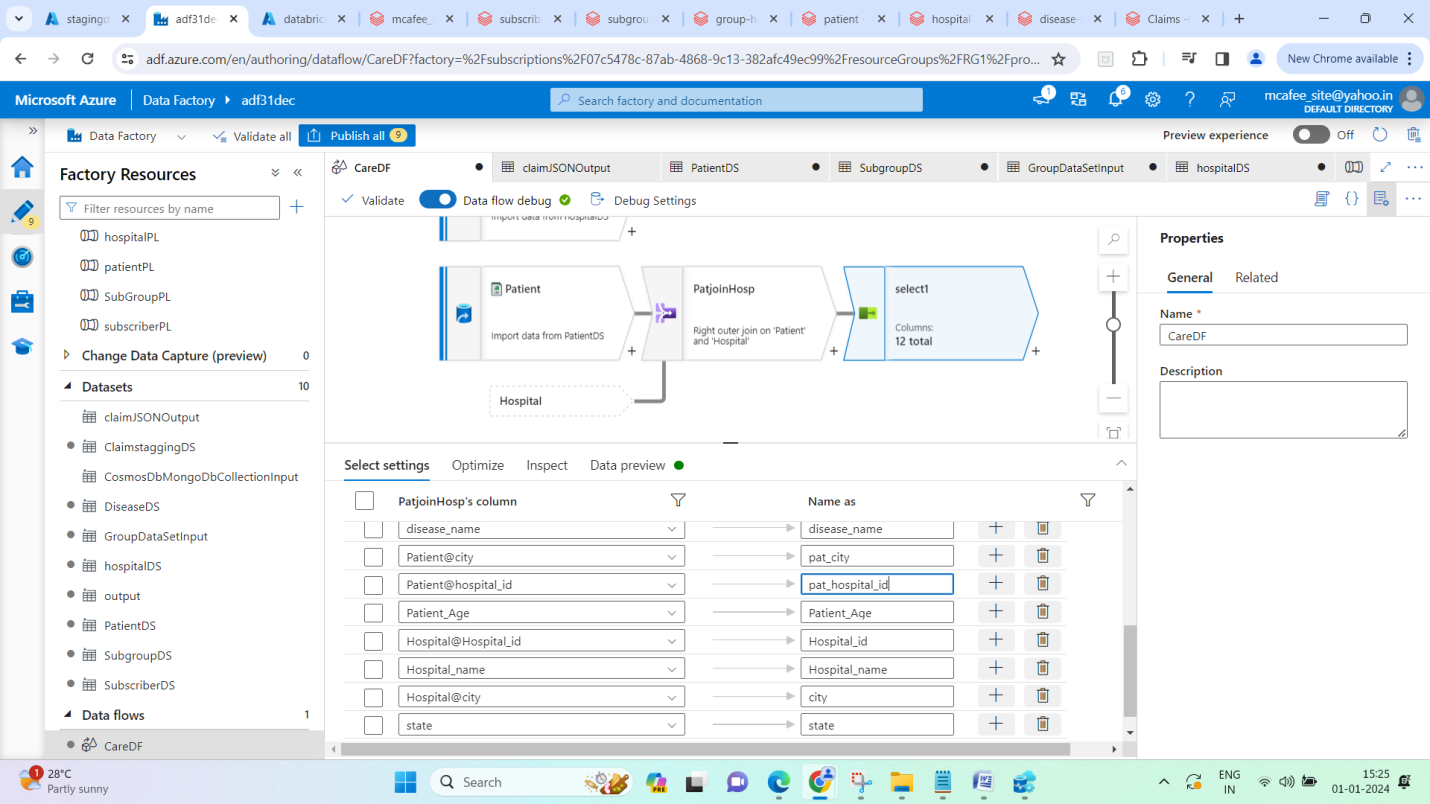 stagingd
adf31de
databric
mcafee_
subscrib
subgrou
group-h
patient -
hospital
disease-
Claims -
adf.azure.com/en/authoring/dataflow/CareDF?factory=%2Fsubscriptions%2F07c5478c-87ab-4868-9c13-382afc49ec99%2FresourceGroups%2FRG1%2Fpro...
New Chrome available
Microsoft Azure
Data Factory
adf31dec
Search factory and documentation
1
6
mcafee_site@yahoo.in
DEFAULT DIRECTORY
Data Factory
Validate all
Publish all 9
Preview experience
Off
Factory Resources
Filter resources by name
9
hospitalPL
patientPL
SubGroupPL
subscriberPL
Change Data Capture (preview) 0
Datasets 10
claimJSONOutput
ClaimstaggingDS
CosmosDbMongoDbCollectionInput
DiseaseDS
GroupDataSetInput
hospitalDS
output
PatientDS
SubgroupDS
SubscriberDS
Data flows 1
CareDF
CareDF
claimJSONOutput
PatientDS
SubgroupDS
GroupDataSetInput
hospitalDS
Validate
Data flow debug
Debug Settings
Import data from hospitalDS
Patient
Import data from PatientDS
PatjoinHosp
Right outer join on 'Patient'
and 'Hospital'
select1
Columns:
12 total
Hospital
Select settings
Optimize
Inspect
Data preview
PatjoinHosp's column
Name as
disease_name disease_name
Patient@city pat_city
Patient@hospital_id pat_hospital_id
Patient_Age Patient_Age
Hospital@Hospital_id Hospital_id
Hospital_name Hospital_name
Hospital@city city
state state
Properties
General
Related
Name *
CareDF
Description
1
28°C
Partly sunny
Search
PRE
ENG
IN
15:25
01-01-2024